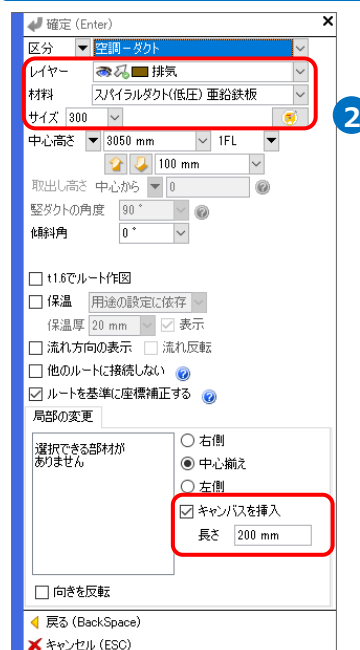 確定 (Enter) ×
区分 ▼ 空調－ダクト
レイヤー 排気
材料 スパイラルダクト(低圧) 亜鉛鉄板
サイズ 300
2
中心高さ ▼ 3050 mm 1FL ▼
100 mm
取出し高さ 中心から ▼ 0
竪ダクトの角度 90 °
傾斜角 0 °
t1.6でルート作図
保温 用途の設定に依存
保温厚 20 mm 表示
流れ方向の表示 流れ反転
他のルートに接続しない
ルートを基準に座標補正する
局部の変更
選択できる部材が
ありません
右側
中心揃え
左側
キャンバスを挿入
長さ 200 mm
向きを反転
戻る (BackSpace)
キャンセル (ESC)